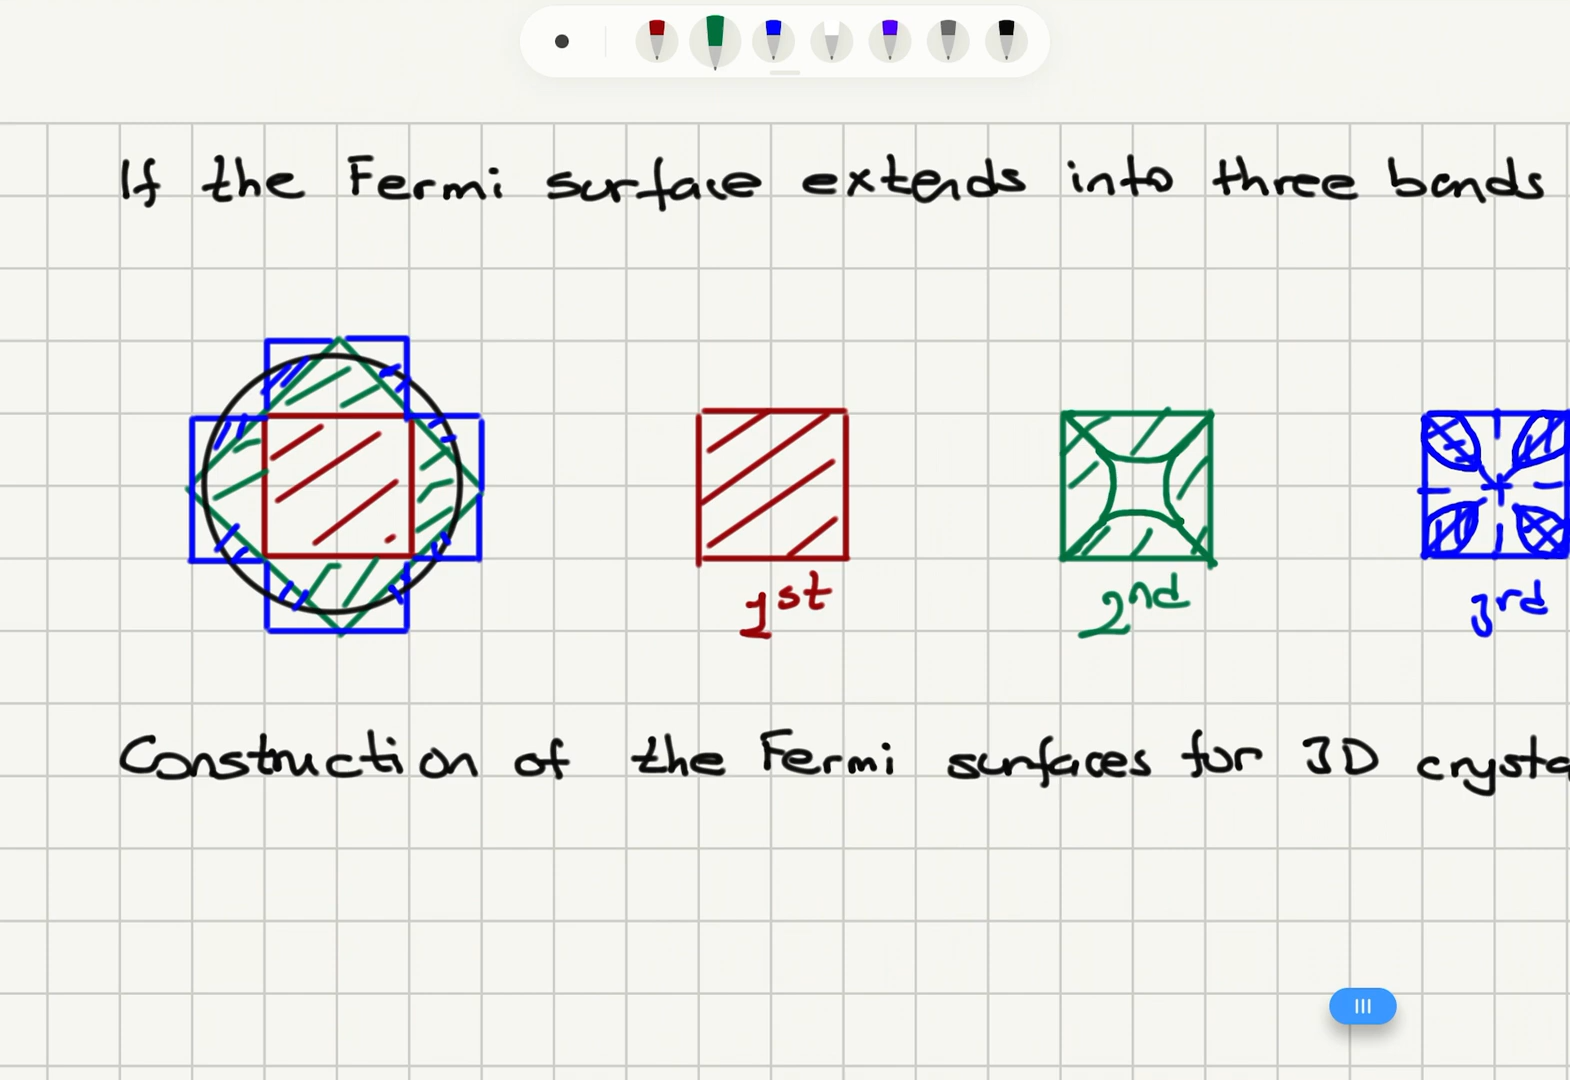 If the Fermi surface extends into three bands
1st
2nd
3rd
Construction of the Fermi surfaces for 3D crysta